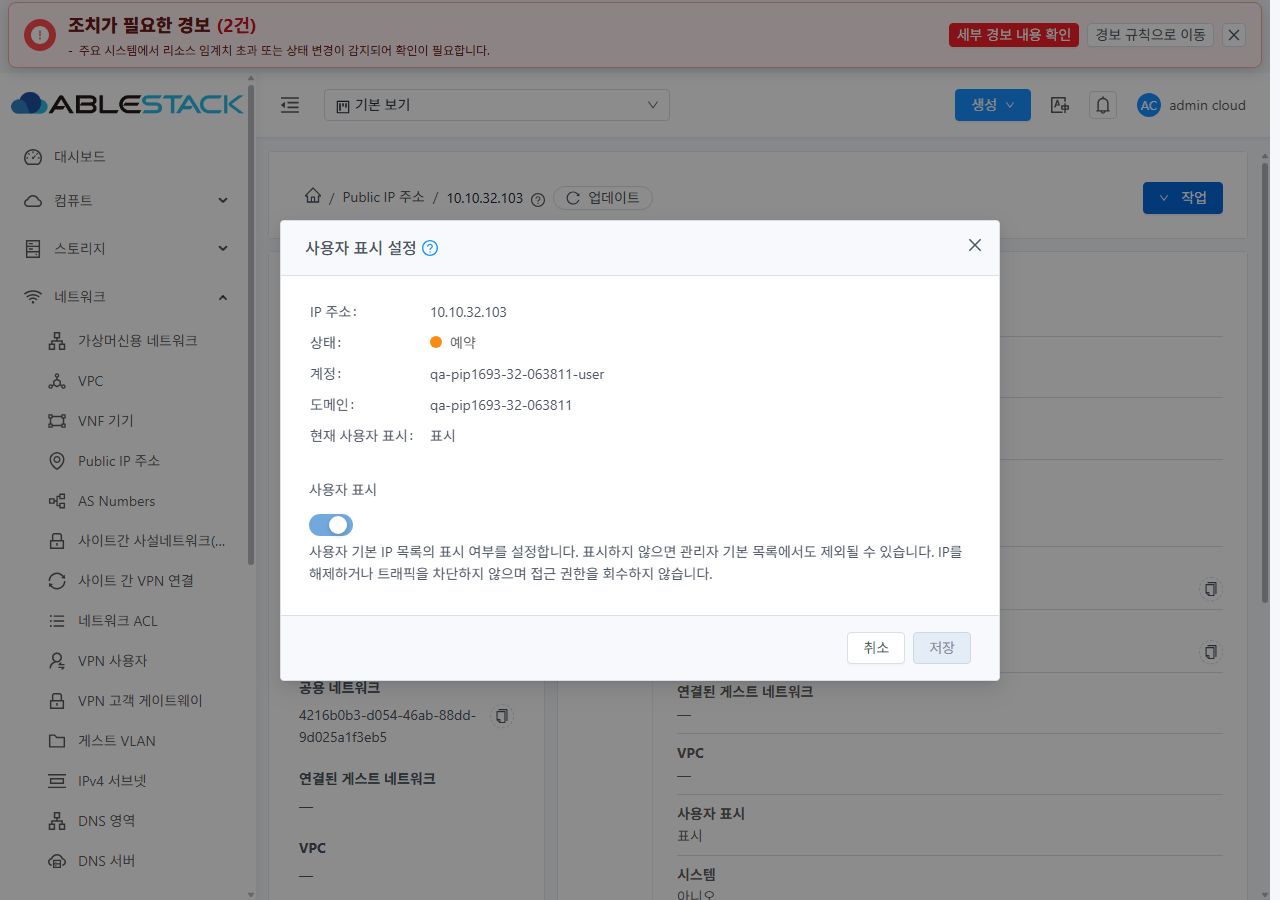 조치가 필요한 경보 (2건)
- 주요 시스템에서 리소스 임계치 초과 또는 상태 변경이 감지되어 확인이 필요합니다.
세부 경보 내용 확인
경보 규칙으로 이동
ABLESTACK
기본 보기
생성
AC
admin cloud
대시보드
컴퓨트
스토리지
네트워크
가상머신용 네트워크
VPC
VNF 기기
Public IP 주소
AS Numbers
사이트간 사설네트워크(...
사이트 간 VPN 연결
네트워크 ACL
VPN 사용자
VPN 고객 게이트웨이
게스트 VLAN
IPv4 서브넷
DNS 영역
DNS 서버
/ Public IP 주소 / 10.10.32.103
업데이트
작업
사용자 표시 설정
IP 주소: 10.10.32.103
상태: 예약
계정: qa-pip1693-32-063811-user
도메인: qa-pip1693-32-063811
현재 사용자 표시: 표시
사용자 표시
사용자 기본 IP 목록의 표시 여부를 설정합니다. 표시하지 않으면 관리자 기본 목록에서도 제외될 수 있습니다. IP를
해제하거나 트래픽을 차단하지 않으며 접근 권한을 회수하지 않습니다.
취소
저장
공용 네트워크
4216b0b3-d054-46ab-88dd-
9d025a1f3eb5
연결된 게스트 네트워크
—
VPC
—
연결된 게스트 네트워크
—
VPC
—
사용자 표시
표시
시스템
아니오